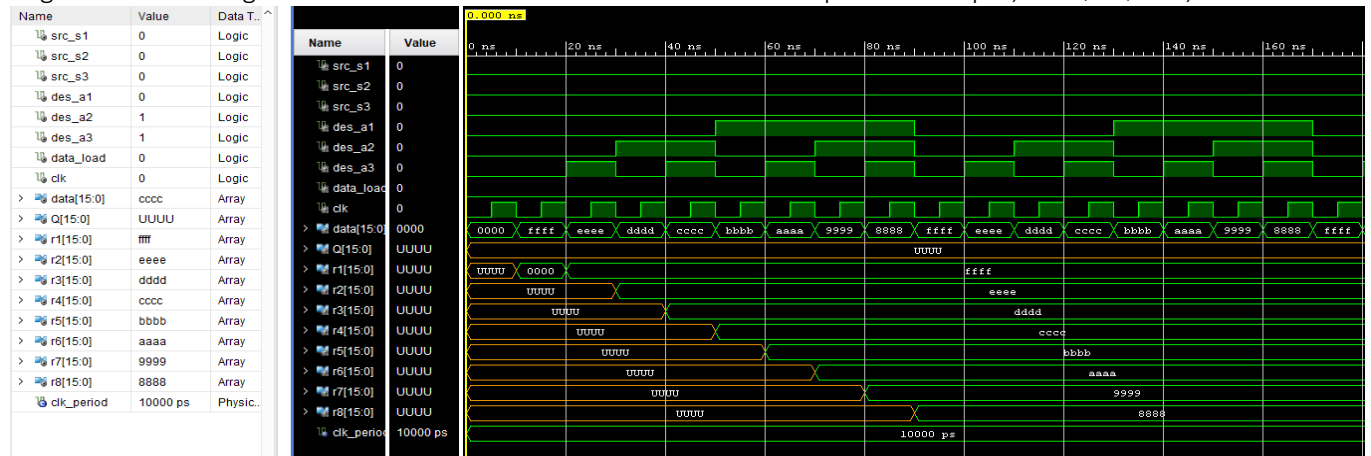 Name Value Data T..
src_s1 0 Logic
src_s2 0 Logic
src_s3 0 Logic
des_a1 0 Logic
des_a2 1 Logic
des_a3 1 Logic
data_load 0 Logic
clk 0 Logic
data[15:0] cccc Array
Q[15:0] UUUU Array
r1[15:0] ffff Array
r2[15:0] eeee Array
r3[15:0] dddd Array
r4[15:0] cccc Array
r5[15:0] bbbb Array
r6[15:0] aaaa Array
r7[15:0] 9999 Array
r8[15:0] 8888 Array
clk_period 10000 ps Physic..
0.000 ns
Name Value 0 ns 20 ns 40 ns 60 ns 80 ns 100 ns 120 ns 140 ns 160 ns
src_s1 0
src_s2 0
src_s3 0
des_a1 0
des_a2 0
des_a3 0
data_load 0
clk 0
data[15:0] 0000 0000 ffff eeee dddd cccc bbbb aaaa 9999 8888 ffff eeee dddd cccc bbbb aaaa 9999 8888 ffff
Q[15:0] UUUU UUUU
r1[15:0] UUUU UUUU 0000 ffff
r2[15:0] UUUU UUUU eeee
r3[15:0] UUUU UUUU dddd
r4[15:0] UUUU UUUU cccc
r5[15:0] UUUU UUUU bbbb
r6[15:0] UUUU UUUU aaaa
r7[15:0] UUUU UUUU 9999
r8[15:0] UUUU UUUU 8888
clk_perioc 10000 ps 10000 ps